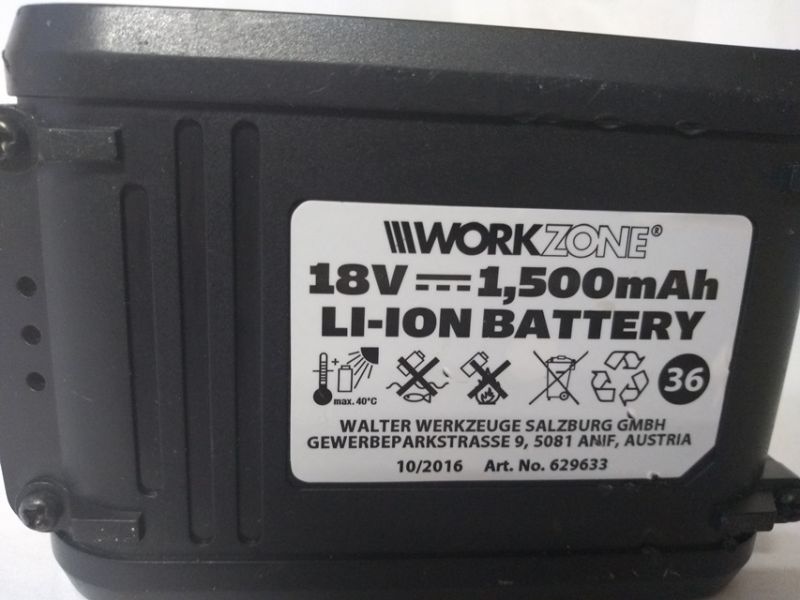 WORKZONE®
18V ⎓ 1,500mAh
LI-ION BATTERY
+
max. 40°C
36
WALTER WERKZEUGE SALZBURG GMBH
GEWERBEPARKSTRASSE 9, 5081 ANIF, AUSTRIA
10/2016 Art. No. 629633